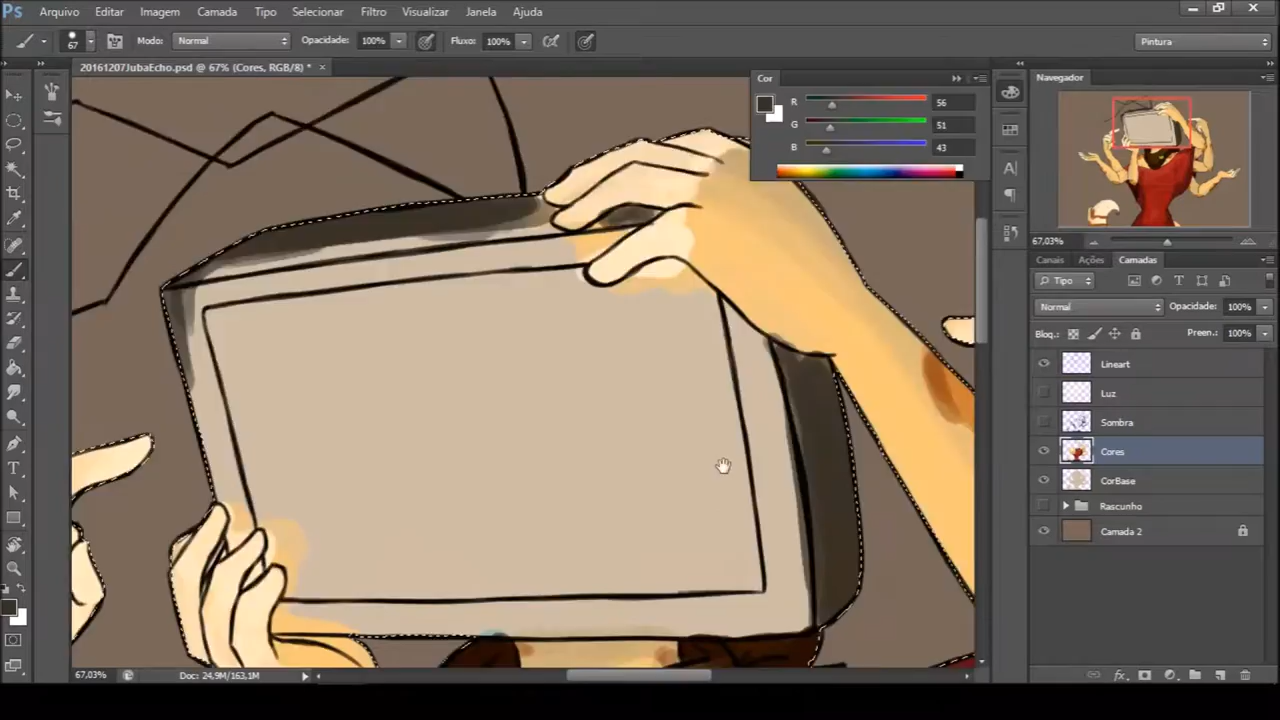 Ps Arquivo Editar Imagem Camada Tipo Selecionar Filtro Visualizar Janela Ajuda
67 Modo: Normal Opacidade: 100% Fluxo: 100% Pintura
20161207JubaEcho.psd @ 67% (Cores, RGB/8) * ×
Cor
R 56
G 51
B 43
Navegador
67,03%
Canais Ações Camadas
Tipo
Normal Opacidade: 100%
Bloq.: Preen.: 100%
Lineart
Luz
Sombra
Cores
CorBase
Rascunho
Camada 2
67,03% Doc: 24,9M/163,1M